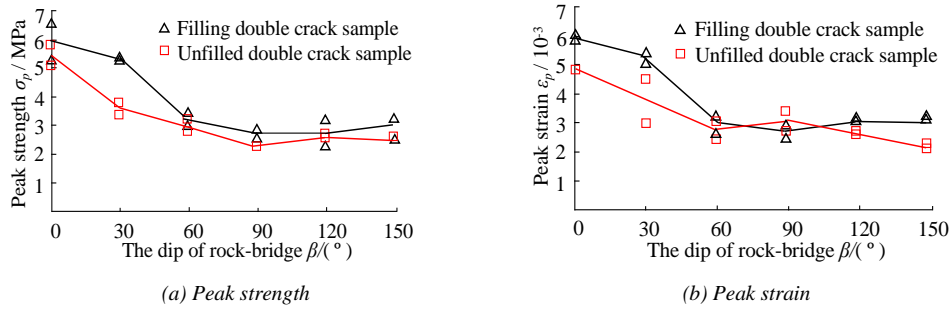 7
6
5
4
3
2
1
Peak strength σp / MPa
Filling double crack sample
Unfilled double crack sample
0 30 60 90 120 150
The dip of rock-bridge β/(°)
(a) Peak strength
7
6
5
4
3
2
1
Peak strain εp / 10-3
Filling double crack sample
Unfilled double crack sample
0 30 60 90 120 150
The dip of rock-bridge β/(°)
(b) Peak strain